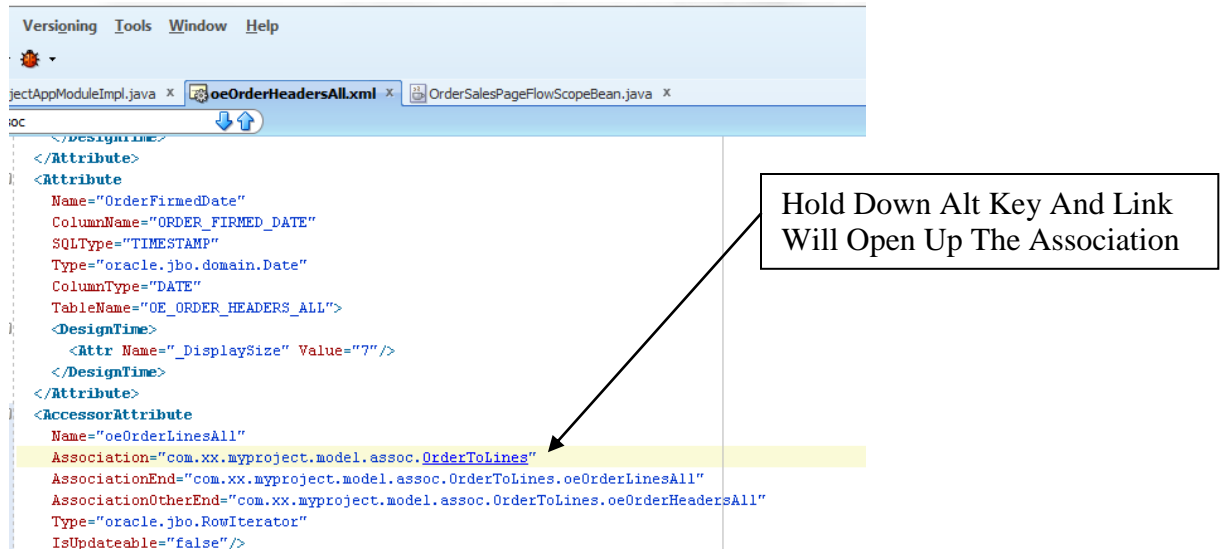 Versioning Tools Window Help
jectAppModuleImpl.java x oeOrderHeadersAll.xml x OrderSalesPageFlowScopeBean.java x
soc
</DesignTime>
</Attribute>
<Attribute
Name="OrderFirmedDate"
ColumnName="ORDER_FIRMED_DATE"
SQLType="TIMESTAMP"
Type="oracle.jbo.domain.Date"
ColumnType="DATE"
TableName="OE_ORDER_HEADERS_ALL">
<DesignTime>
<Attr Name="_DisplaySize" Value="7"/>
</DesignTime>
</Attribute>
<AccessorAttribute
Name="oeOrderLinesAll"
Association="com.xx.myproject.model.assoc.OrderToLines"
AssociationEnd="com.xx.myproject.model.assoc.OrderToLines.oeOrderLinesAll"
AssociationOtherEnd="com.xx.myproject.model.assoc.OrderToLines.oeOrderHeadersAll"
Type="oracle.jbo.RowIterator"
IsUpdateable="false"/>
Hold Down Alt Key And Link
Will Open Up The Association